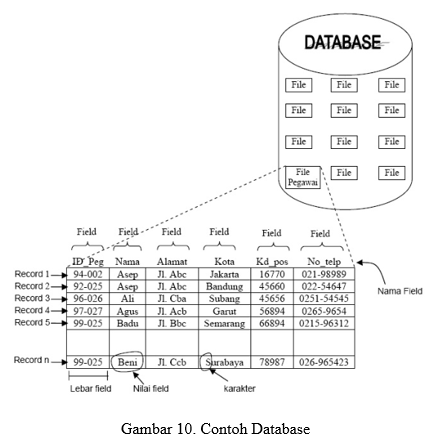 DATABASE
File File File
File File File
File File File
File Pegawai File File
Field Field Field Field Field Field
ID_Peg Nama Alamat Kota Kd_pos No_telp
Nama Field
Record 1 94-002 Asep Jl. Abc Jakarta 16770 021-98989
Record 2 92-025 Asep Jl. Abc Bandung 45660 022-54647
Record 3 96-026 Ali Jl. Cba Subang 45656 0251-54545
Record 4 97-027 Agus Jl. Acb Garut 56894 0265-9654
Record 5 99-025 Badu Jl. Bbc Semarang 66894 0215-96312
Record n 99-025 Beni Jl. Ccb Surabaya 78987 026-965423
Lebar field Nilai field karakter
Gambar 10. Contoh Database